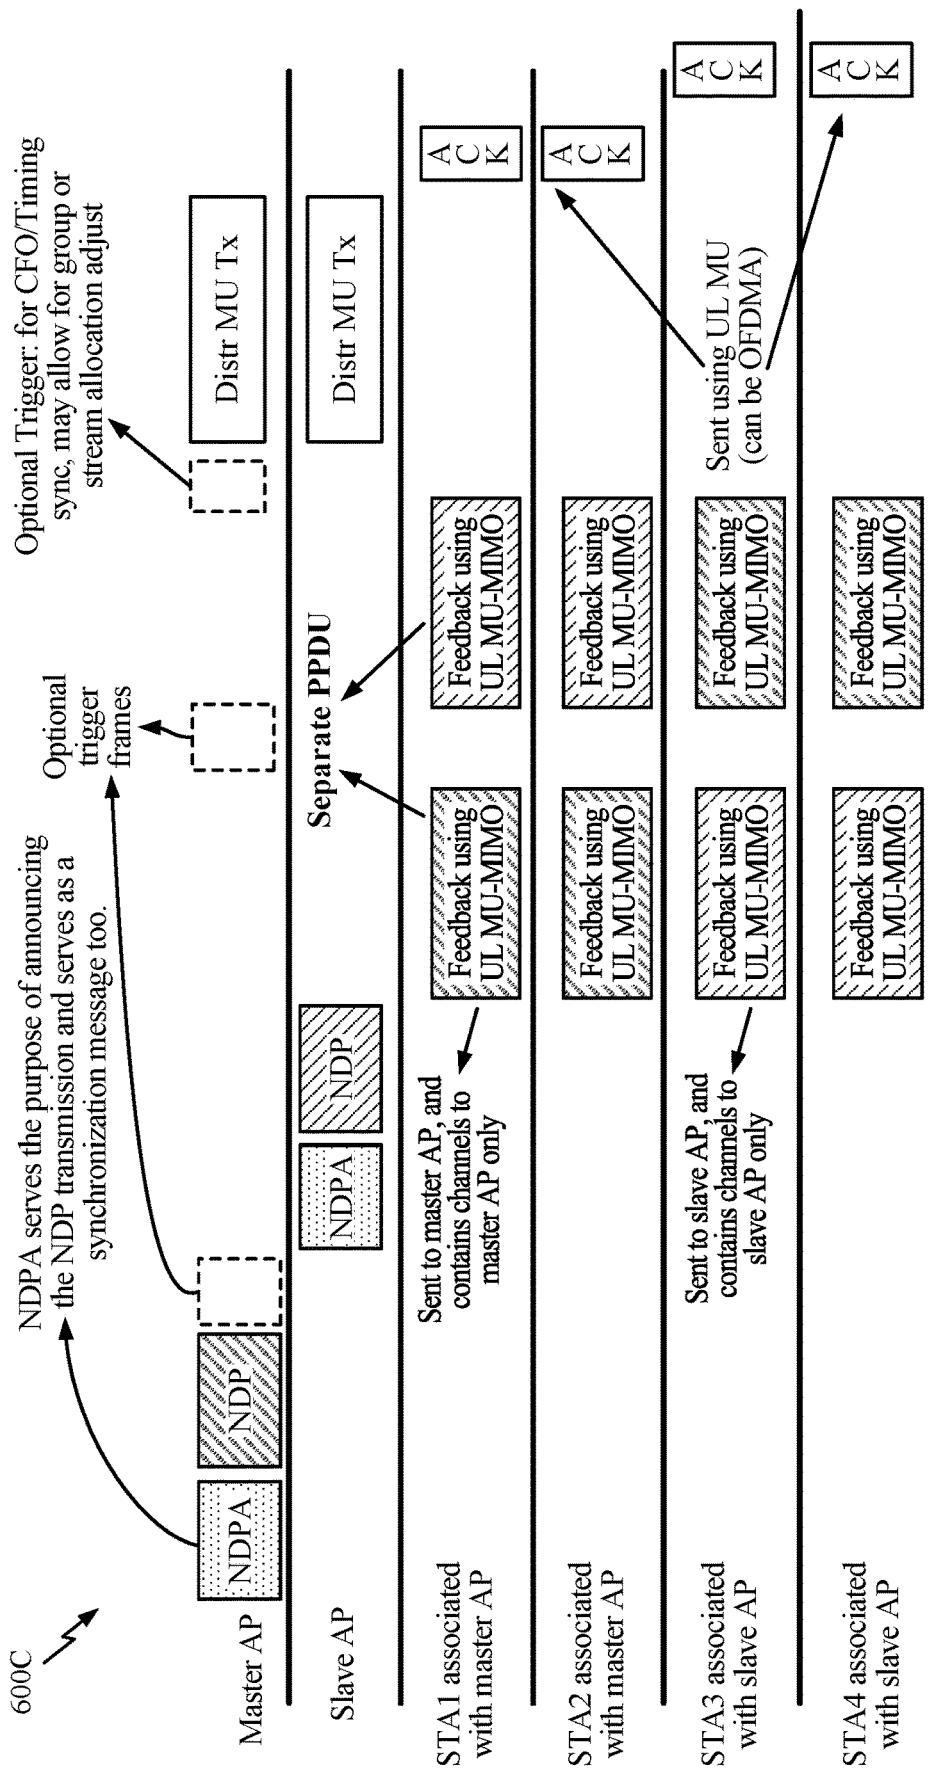 600C
NDPA serves the purpose of announcing
the NDP transmission and serves as a
synchronization message too.
Optional
trigger
frames
Optional Trigger: for CFO/Timing
sync, may allow for group or
stream allocation adjust
Master AP
NDPA
NDP
Distr MU Tx
Slave AP
NDPA
NDP
Separate PPDU
Distr MU Tx
STA1 associated
with master AP
Sent to master AP, and
contains channels to
master AP only
Feedback using
UL MU-MIMO
Feedback using
UL MU-MIMO
A
C
K
STA2 associated
with master AP
Feedback using
UL MU-MIMO
Feedback using
UL MU-MIMO
A
C
K
STA3 associated
with slave AP
Sent to slave AP, and
contains channels to
slave AP only
Feedback using
UL MU-MIMO
Feedback using
UL MU-MIMO
Sent using UL MU
(can be OFDMA)
A
C
K
STA4 associated
with slave AP
Feedback using
UL MU-MIMO
Feedback using
UL MU-MIMO
A
C
K